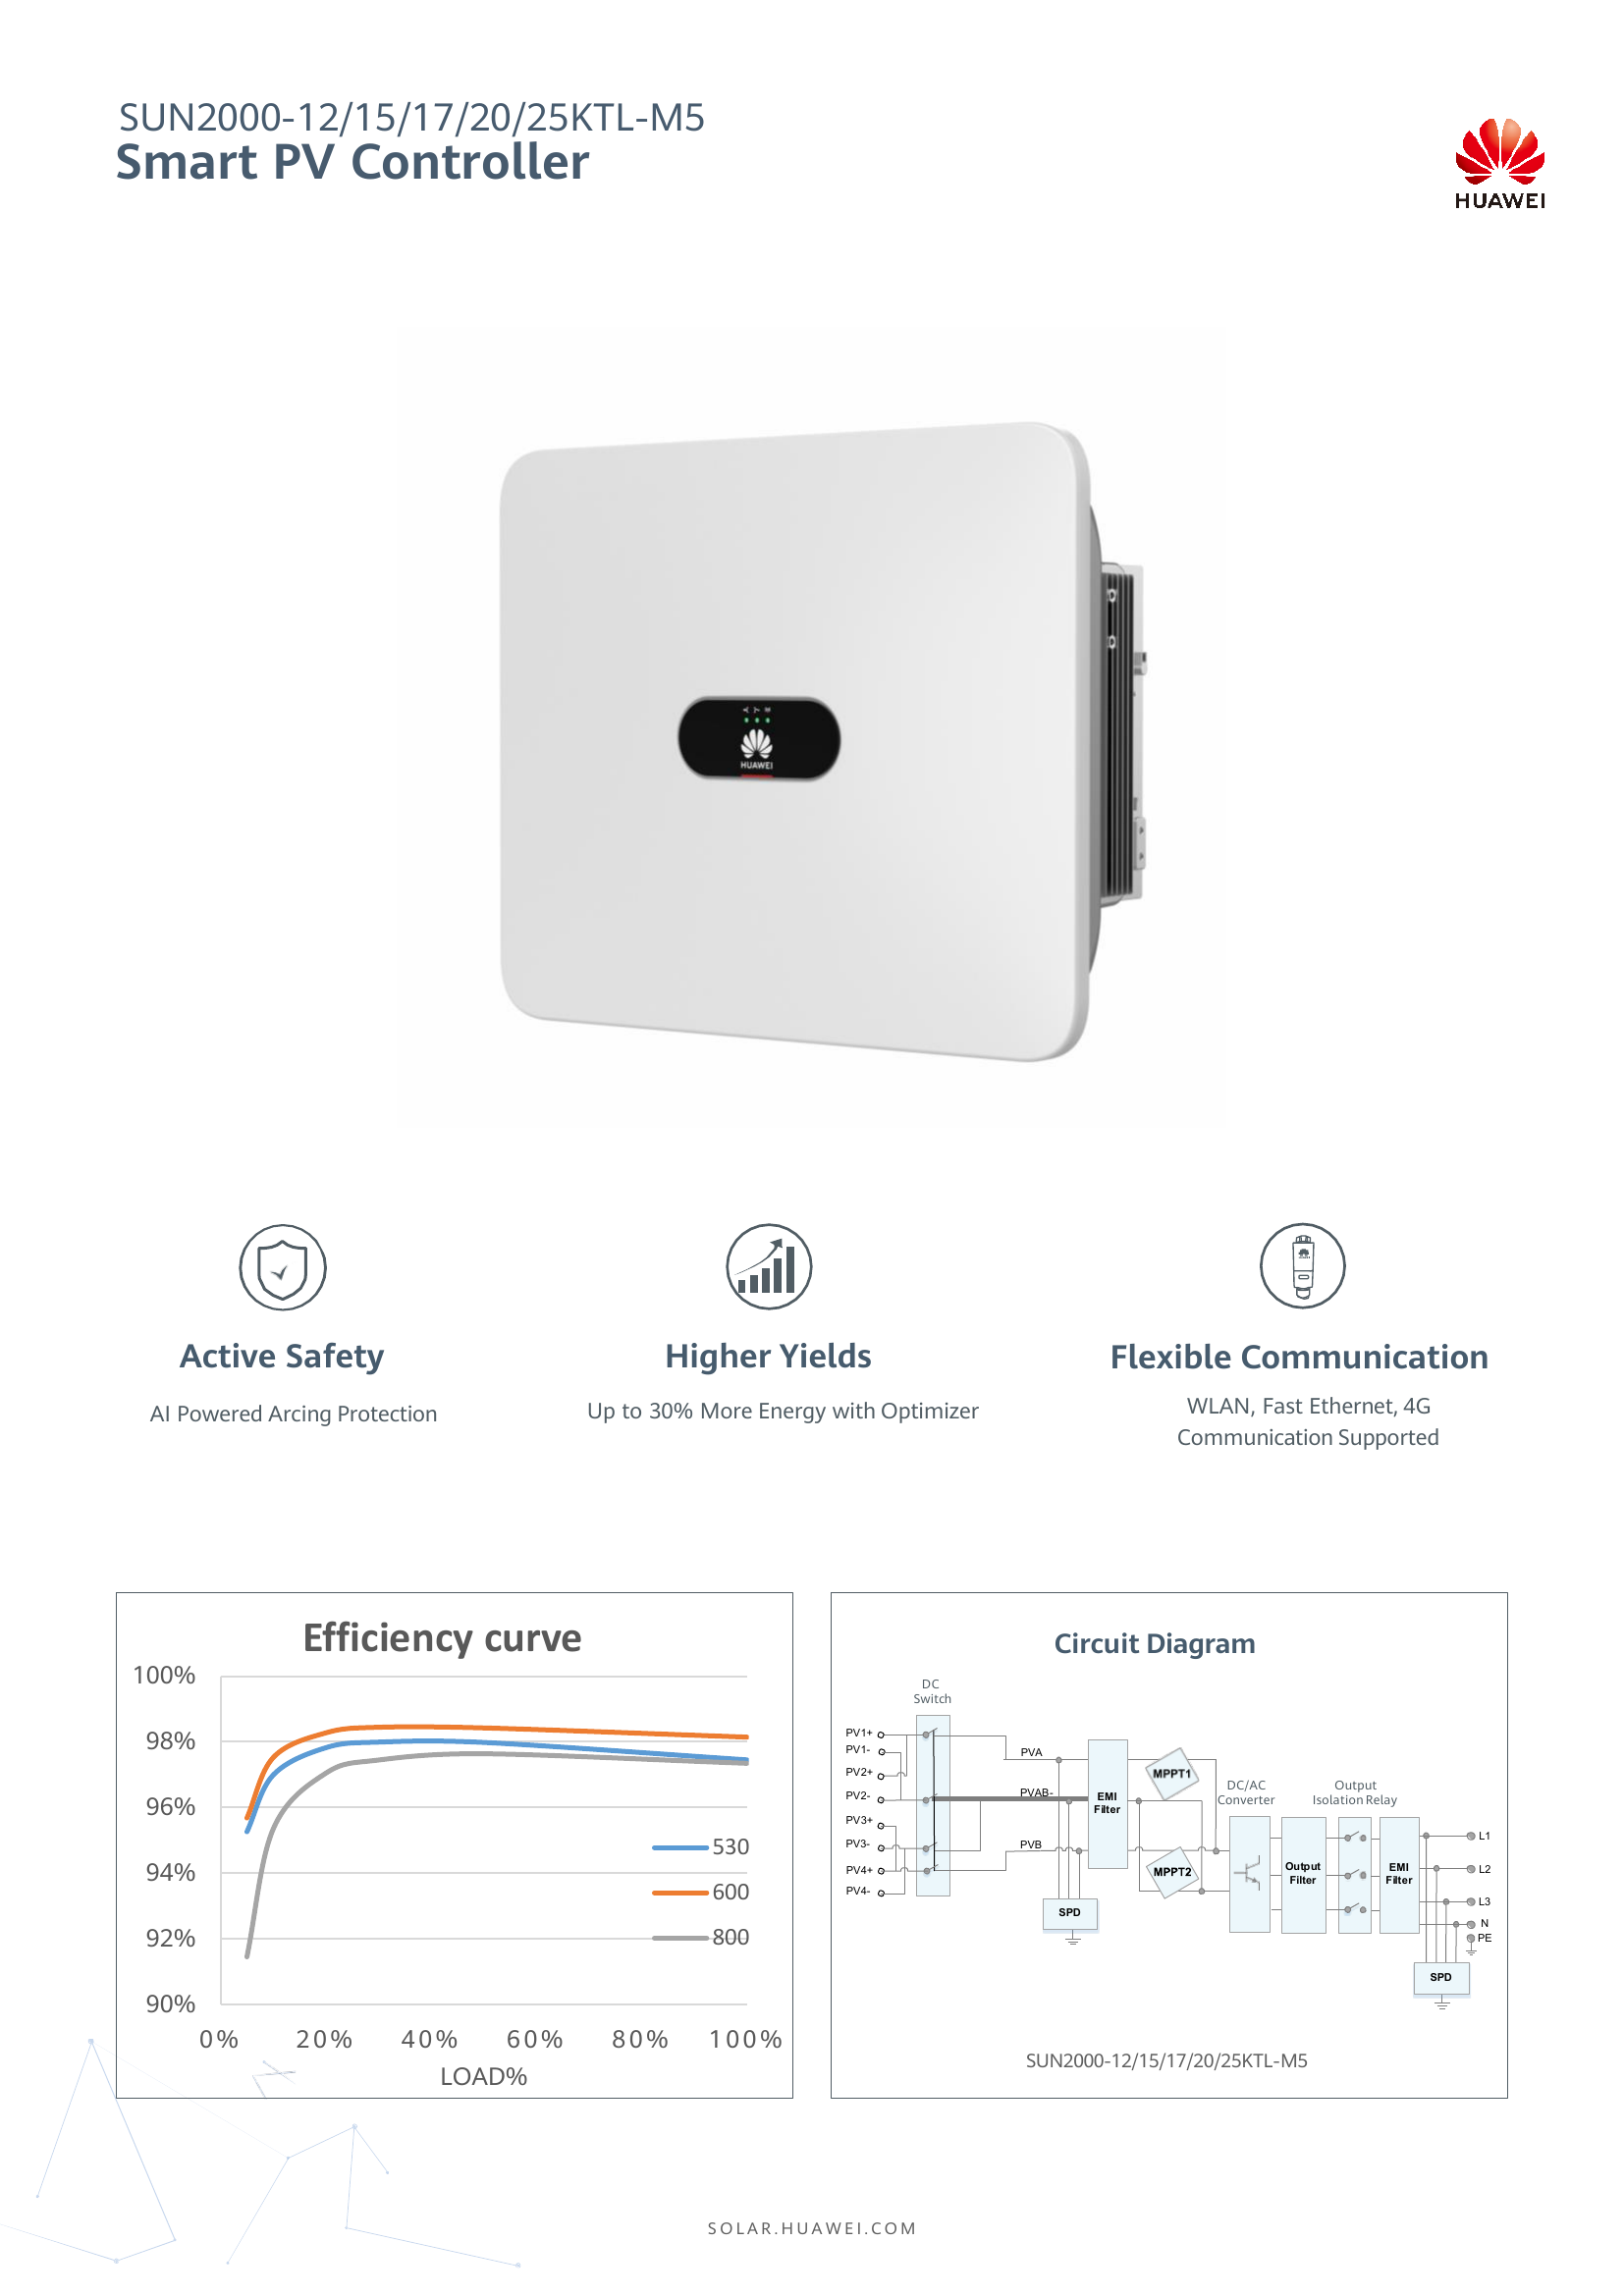 SUN2000-12/15/17/20/25KTL-M5
Smart PV Controller
HUAWEI
HUAWEI
Active Safety
AI Powered Arcing Protection
Higher Yields
Up to 30% More Energy with Optimizer
Flexible Communication
WLAN, Fast Ethernet, 4G
Communication Supported
Efficiency curve
100%
98%
96%
94%
92%
90%
0% 20% 40% 60% 80% 100%
LOAD%
530
600
800
Circuit Diagram
DC
Switch
PV1+
PV1-
PV2+
PV2-
PV3+
PV3-
PV4+
PV4-
PVA
PVAB-
PVB
SPD
EMI
Filter
MPPT1
MPPT2
DC/AC
Converter
Output
Filter
Output
Isolation Relay
EMI
Filter
L1
L2
L3
N
PE
SPD
SUN2000-12/15/17/20/25KTL-M5
SOLAR.HUAWEI.COM